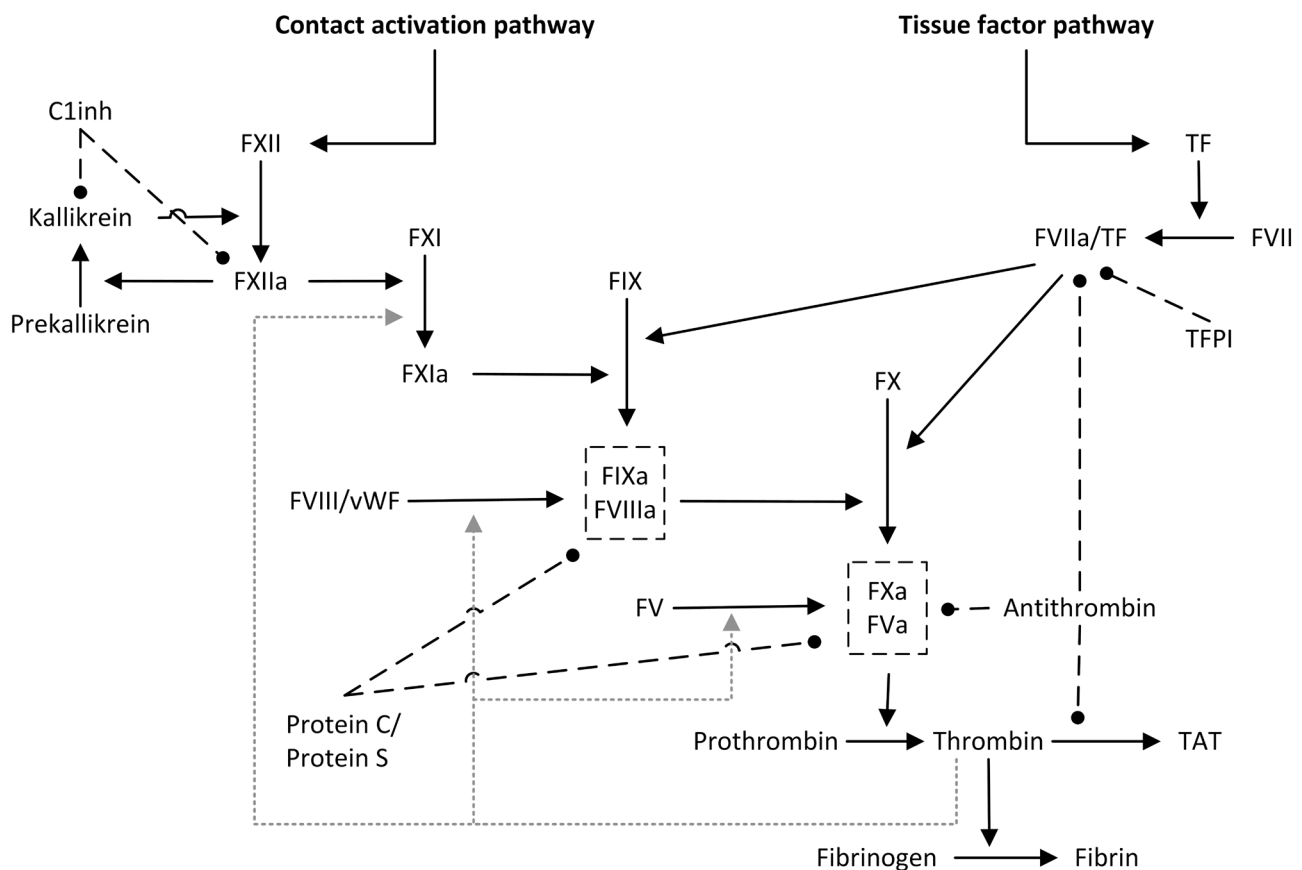 Contact activation pathway
Tissue factor pathway
C1inh
FXII
TF
Kallikrein
FXI
FVIIa/TF
FVII
FXIIa
FIX
Prekallikrein
TFPI
FXIa
FX
FIXa
FVIII/vWF
FVIIIa
FXa
FV
Antithrombin
FVa
Protein C/
Protein S
Prothrombin
Thrombin
TAT
Fibrinogen
Fibrin